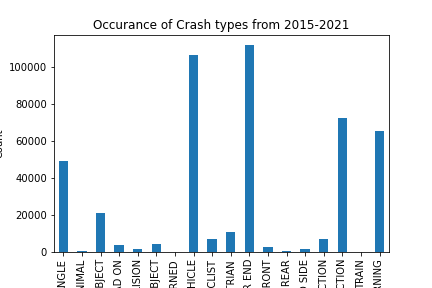 Occurance of Crash types from 2015-2021
100000
80000
60000
40000
20000
0
NGLE
NIMAL
BJECT
D ON
ISION
BJECT
RNED
HICLE
CLIST
TRIAN
R END
RONT
REAR
SIDE
CTION
CTION
TRAIN
RNING